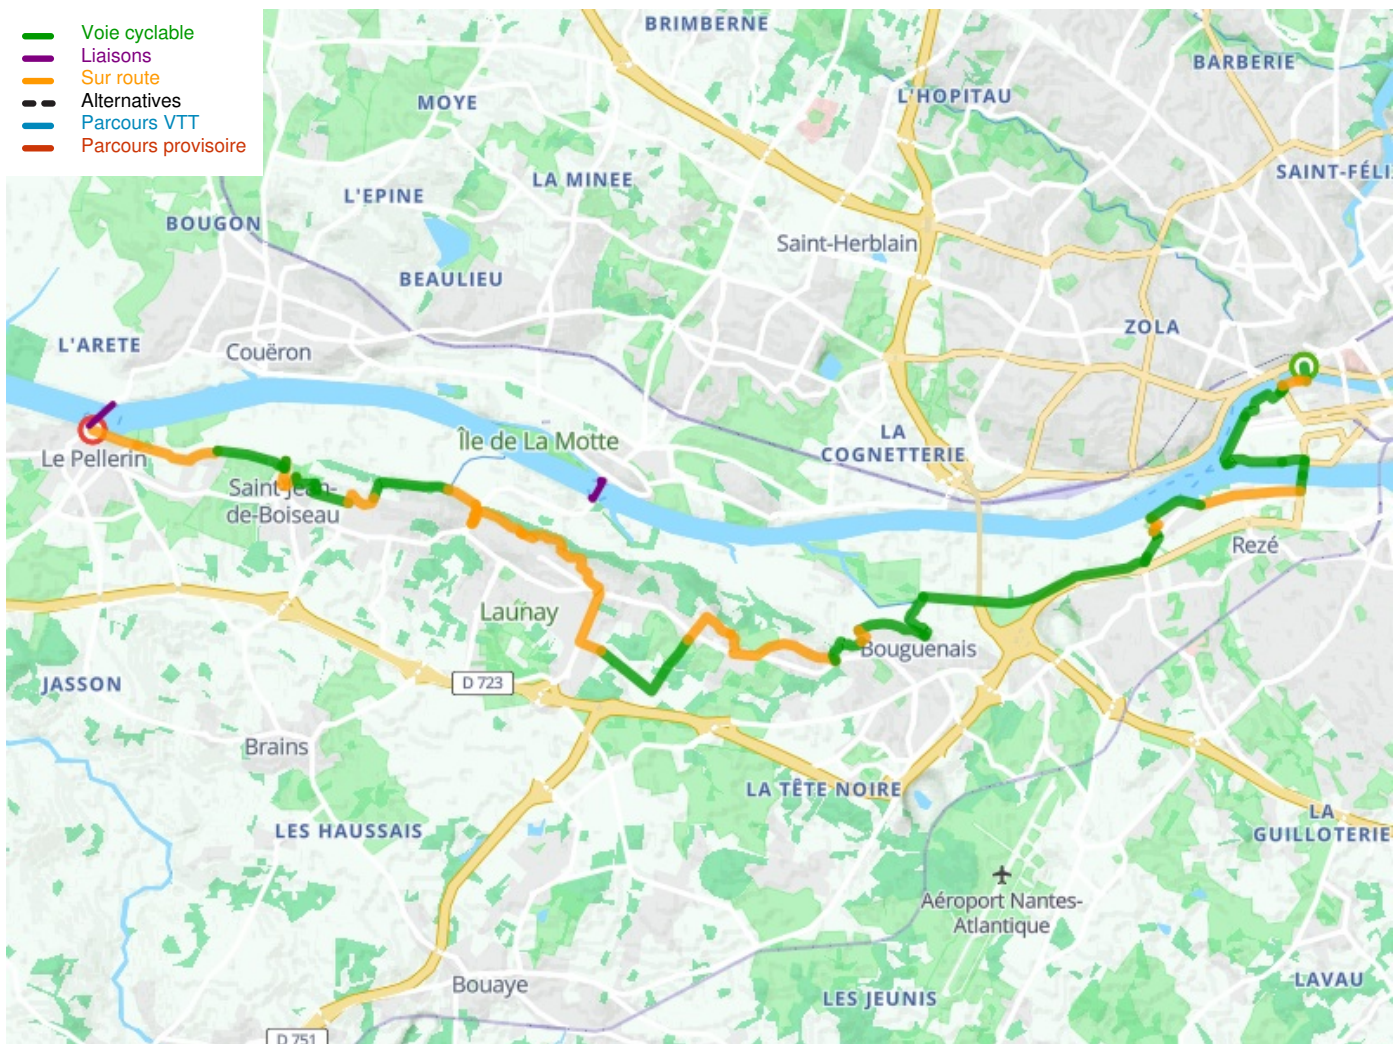 Voie cyclable
Liaisons
Sur route
Alternatives
Parcours VTT
Parcours provisoire
BRIMBERNE
BARBERIE
MOYE
L'HOPITAU
SAINT-FÉLI
LA MINEE
L'EPINE
BOUGON
Saint-Herblain
BEAULIEU
ZOLA
L'ARETE
Couëron
Île de La Motte
LA
COGNETTERIE
Le Pellerin
Saint-Jean-
de-Boiseau
Rezé
Launay
Bouguenais
JASSON
D 723
Brains
LA TÊTE NOIRE
LES HAUSSAIS
LA
GUILLOTERIE
Aéroport Nantes-
Atlantique
Bouaye
LES JEUNIS
LAVAU
D 751